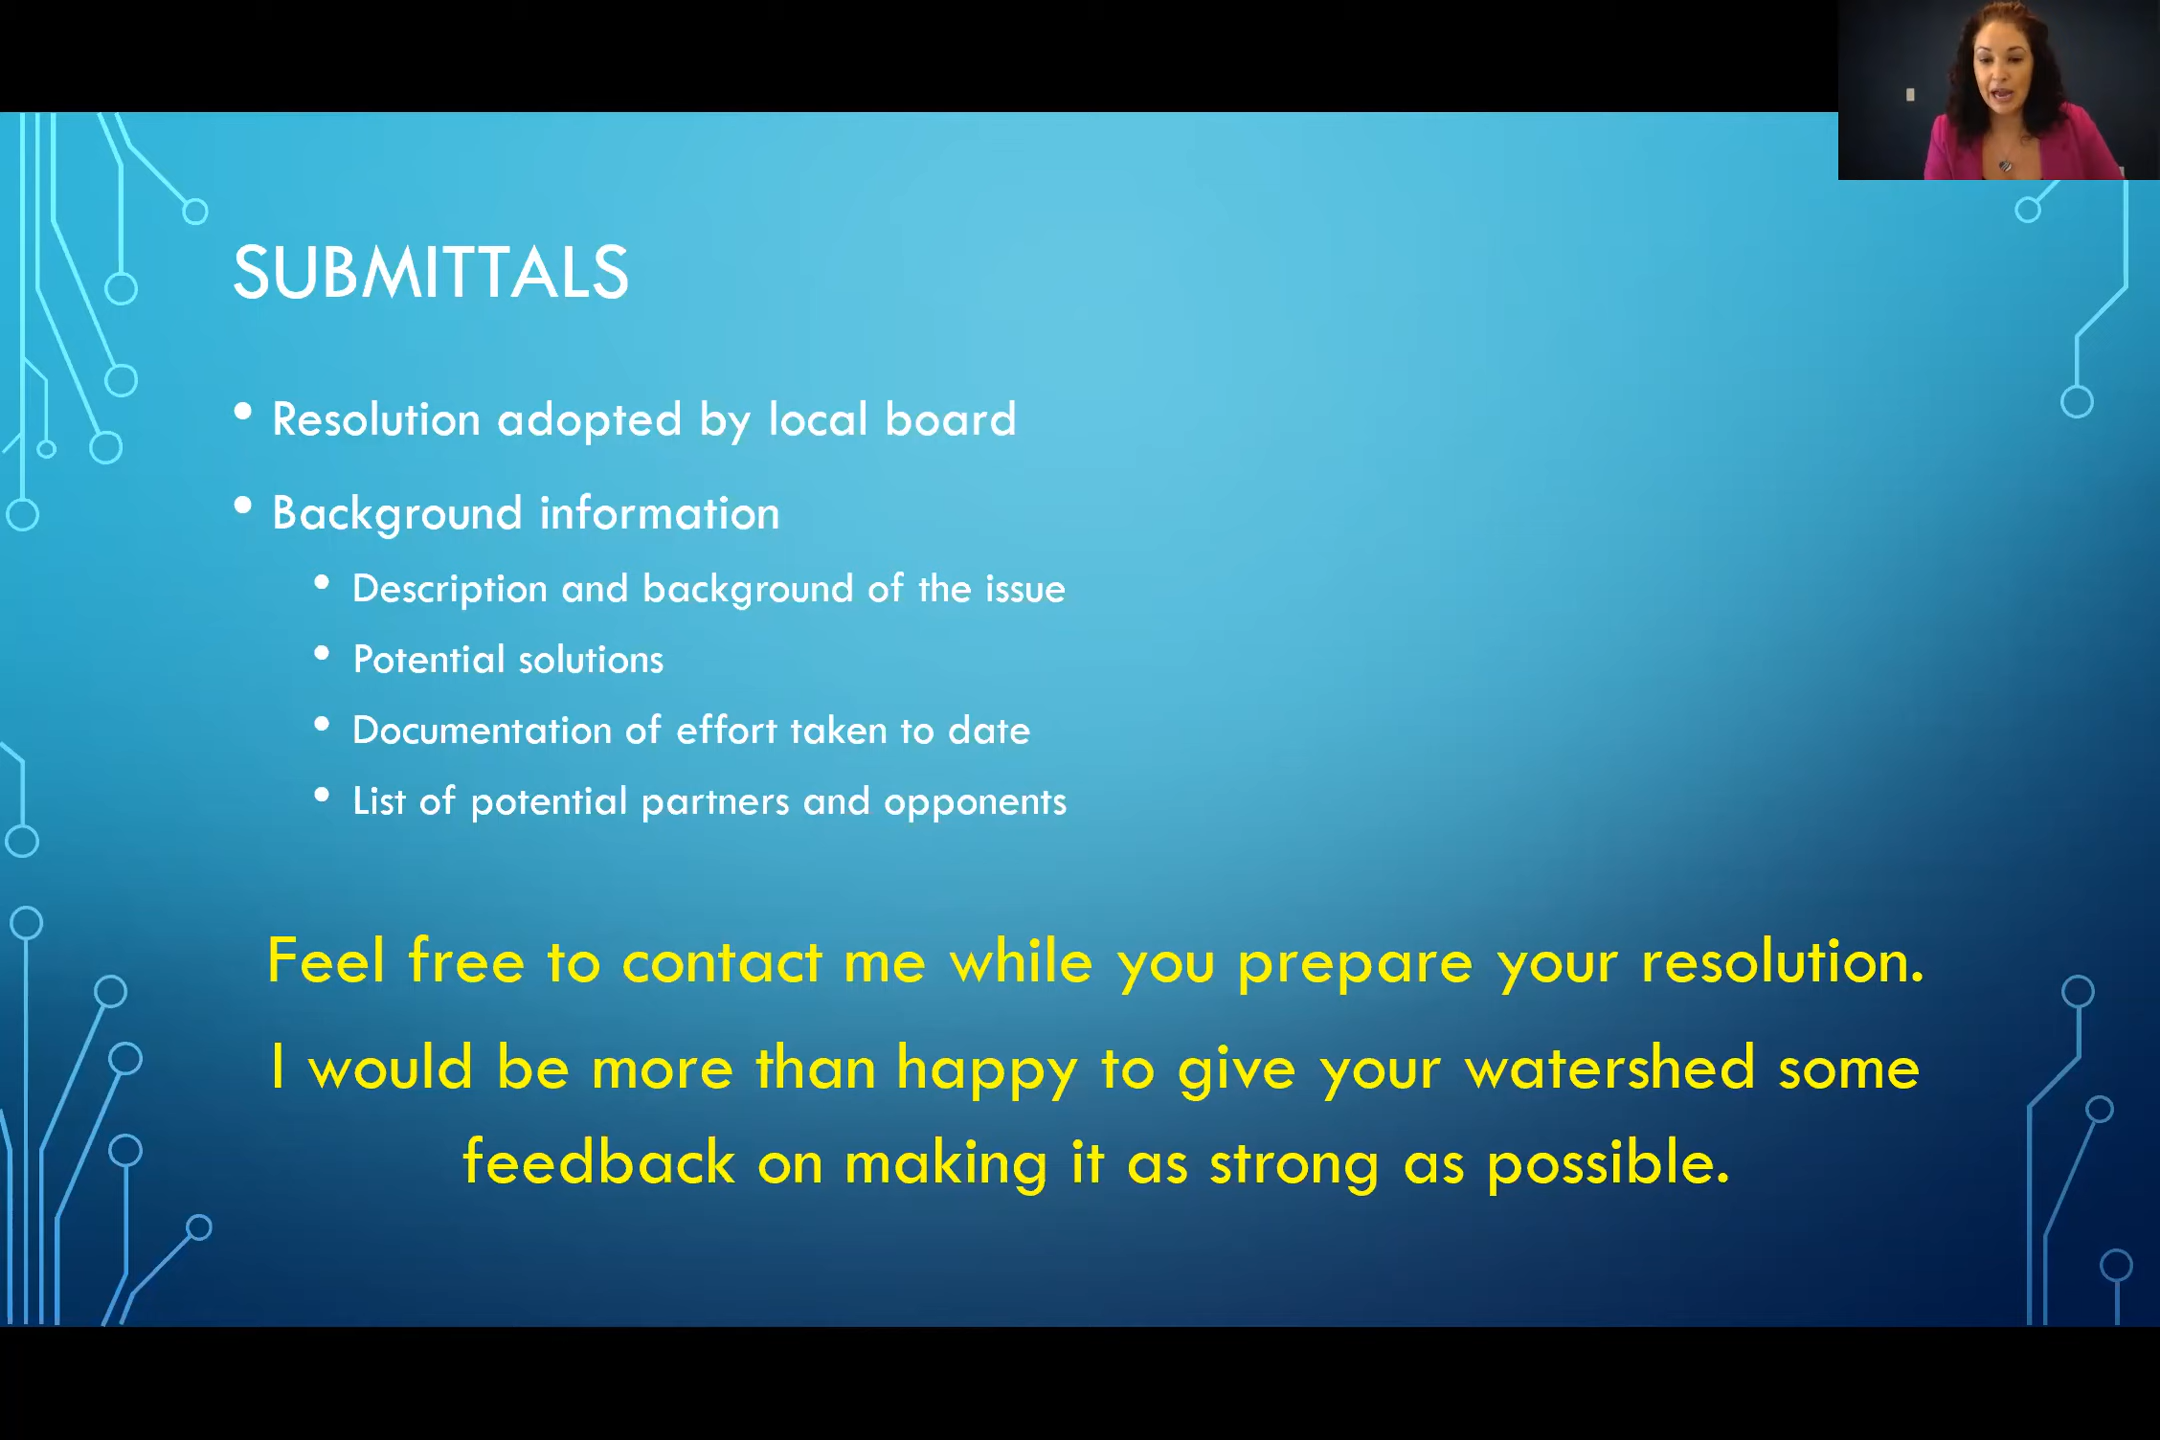 SUBMITTALS
• Resolution adopted by local board
• Background information
• Description and background of the issue
• Potential solutions
• Documentation of effort taken to date
• List of potential partners and opponents
Feel free to contact me while you prepare your resolution.
I would be more than happy to give your watershed some
feedback on making it as strong as possible.